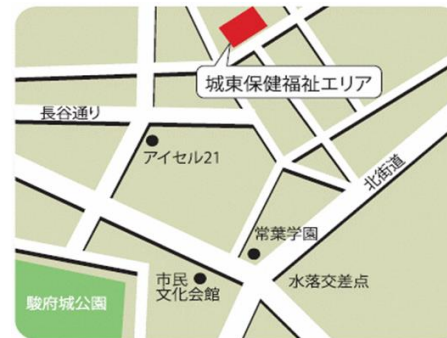 城東保健福祉エリア
長谷通り
アイセル21
北街道
常葉学園
市民
文化会館
水落交差点
駿府城公園